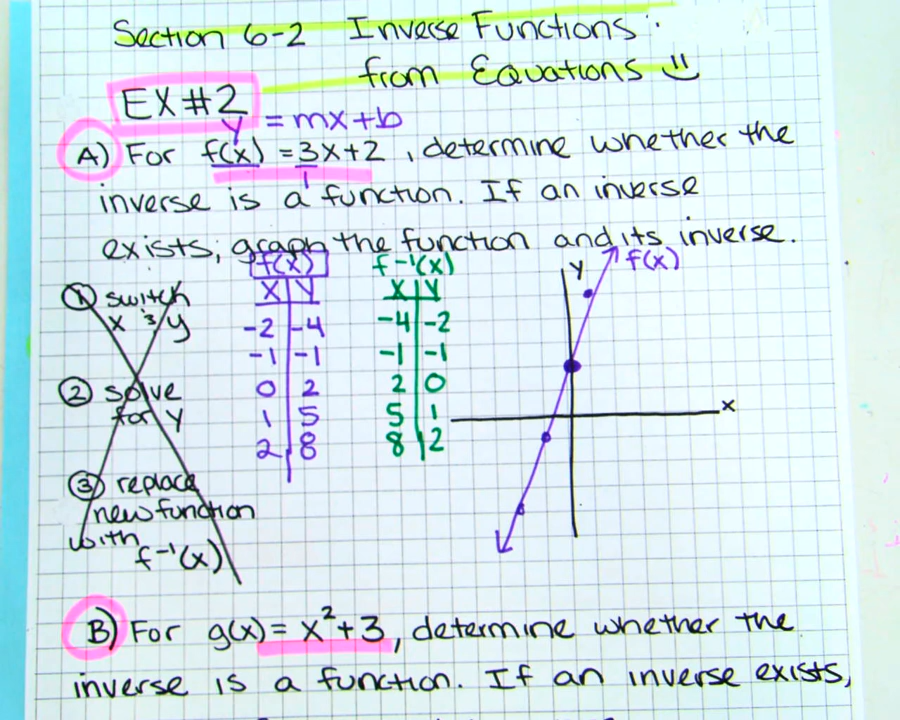 Section 6-2 Inverse Functions
from Equations
EX#2
y = mx+b
A) For f(x) = 3x+2, determine whether the
1
inverse is a function. If an inverse
exists, graph the function and its inverse.
① switch
x & y
② solve
for y
③ replace
new function
with f⁻¹(x)
f(x)
X Y
-2 -4
-1 -1
0 2
1 5
2 8
f⁻¹(x)
X Y
-4 -2
-1 -1
2 0
5 1
8 2
y
f(x)
x
B) For g(x) = x²+3, determine whether the
inverse is a function. If an inverse exists,